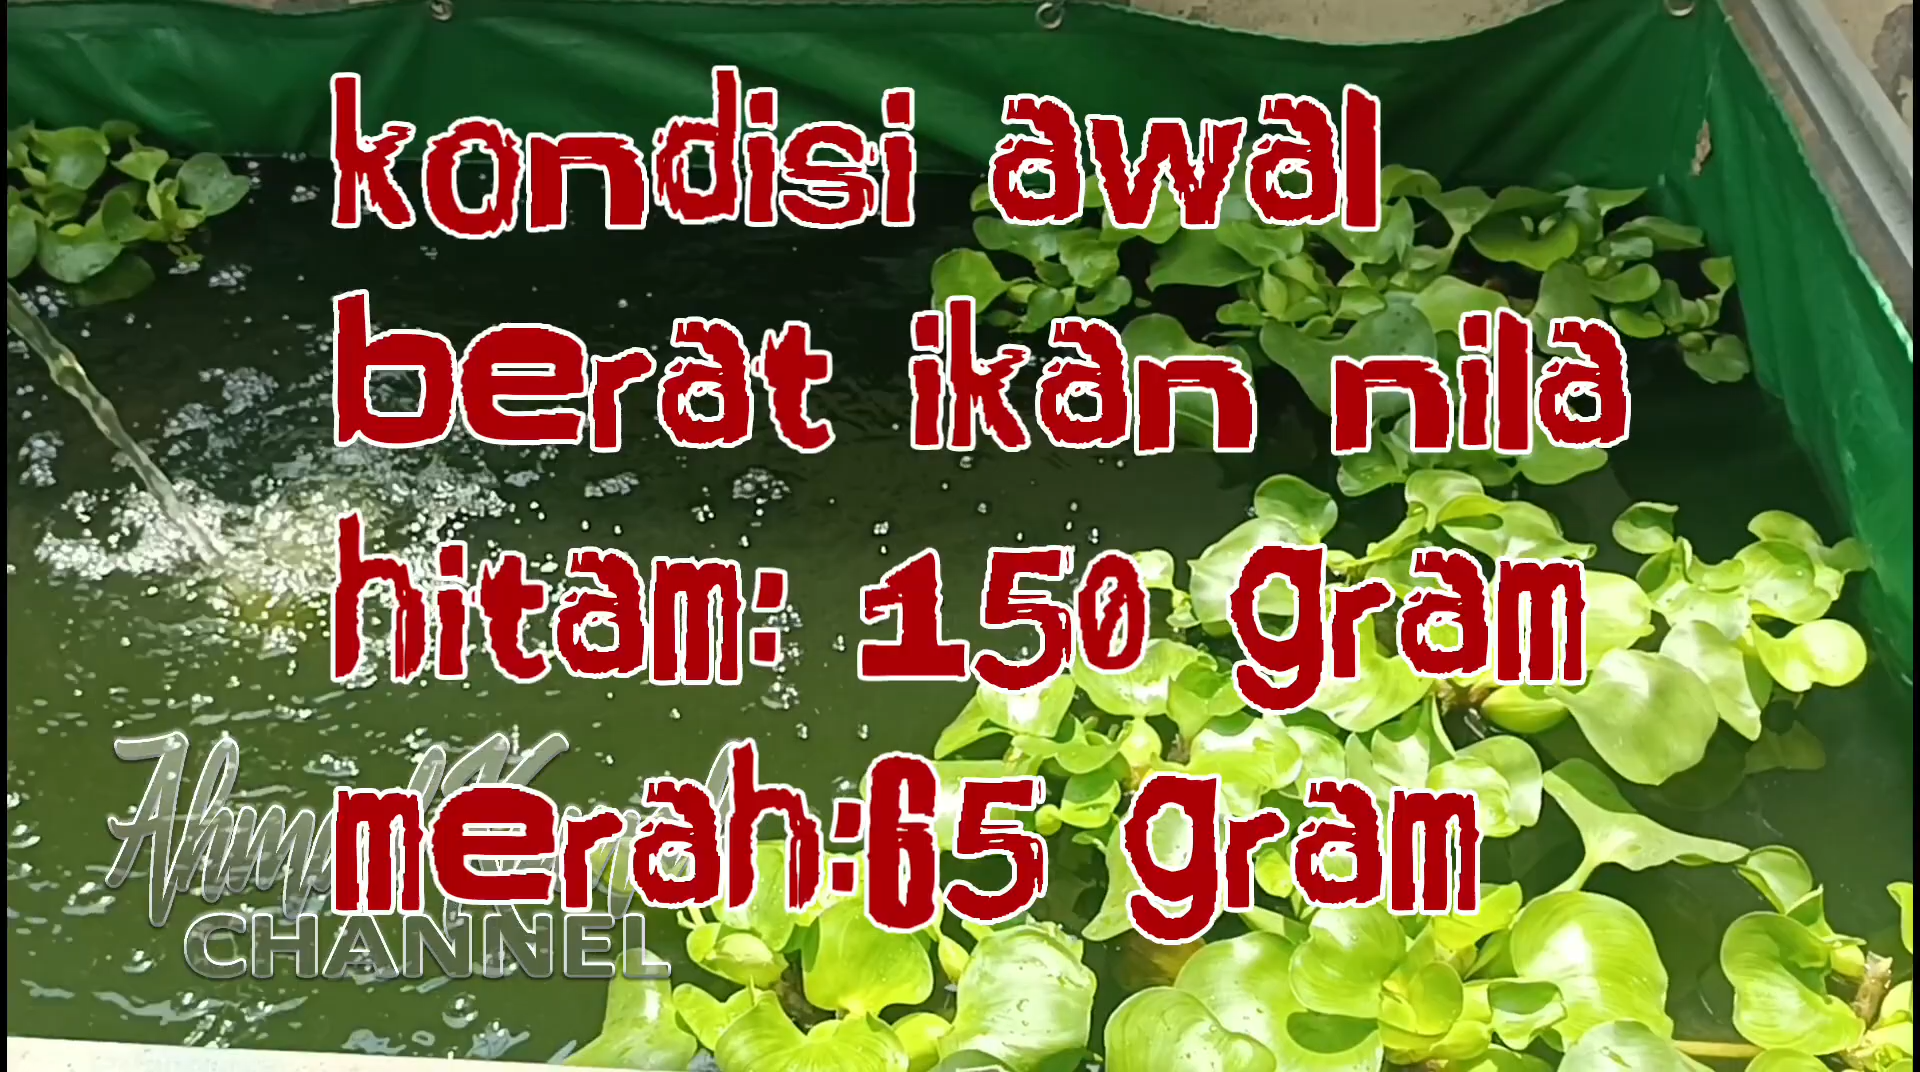 kondisi awal
berat ikan nila
hitam: 150 gram
merah:65 gram
CHANNEL